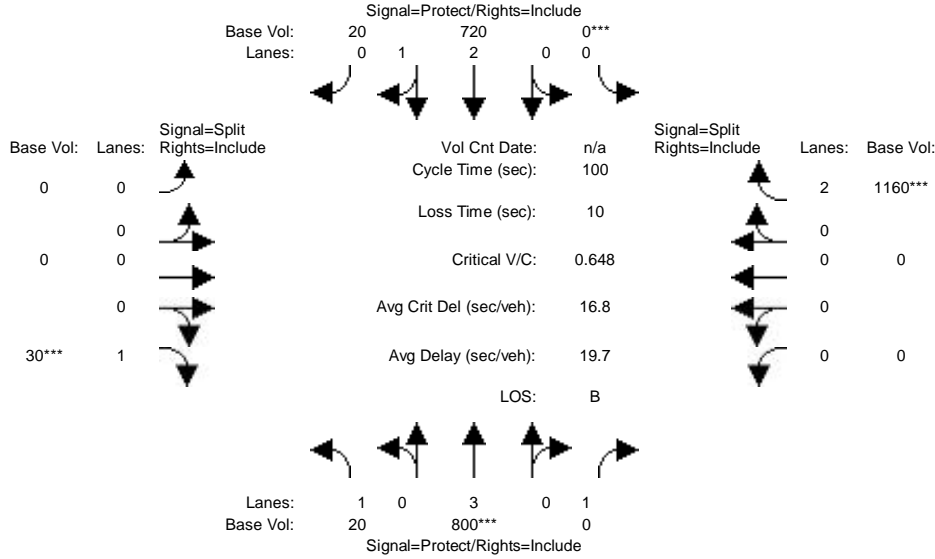 Signal=Protect/Rights=Include
Base Vol: 20 720 0***
Lanes: 0 1 2 0 0
Signal=Split
Rights=Include
Base Vol: Lanes:
Vol Cnt Date: n/a
Signal=Split
Rights=Include
Lanes: Base Vol:
Cycle Time (sec): 100
0 0
2 1160***
Loss Time (sec): 10
0
0
0 0
Critical V/C: 0.648
0 0
0
Avg Crit Del (sec/veh): 16.8
0
30*** 1
Avg Delay (sec/veh): 19.7
0 0
LOS: B
Lanes: 1 0 3 0 1
Base Vol: 20 800*** 0
Signal=Protect/Rights=Include